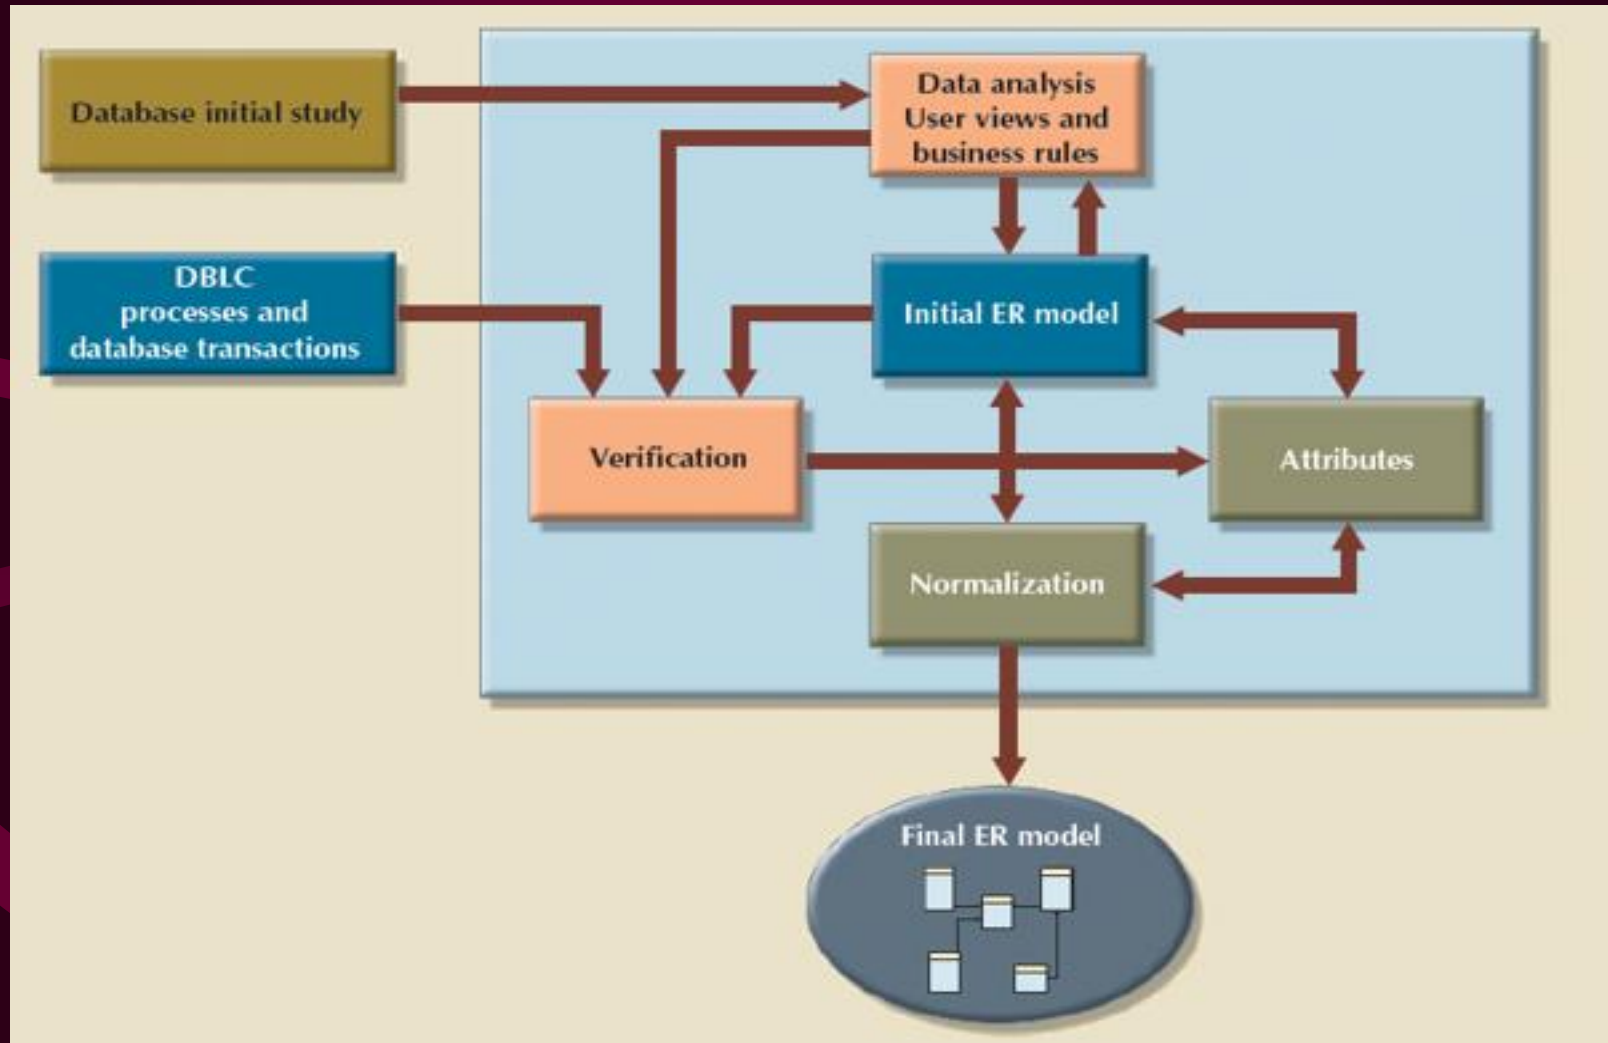 Database initial study
Data analysis
User views and
business rules
DBLC
processes and
database transactions
Initial ER model
Verification
Attributes
Normalization
Final ER model